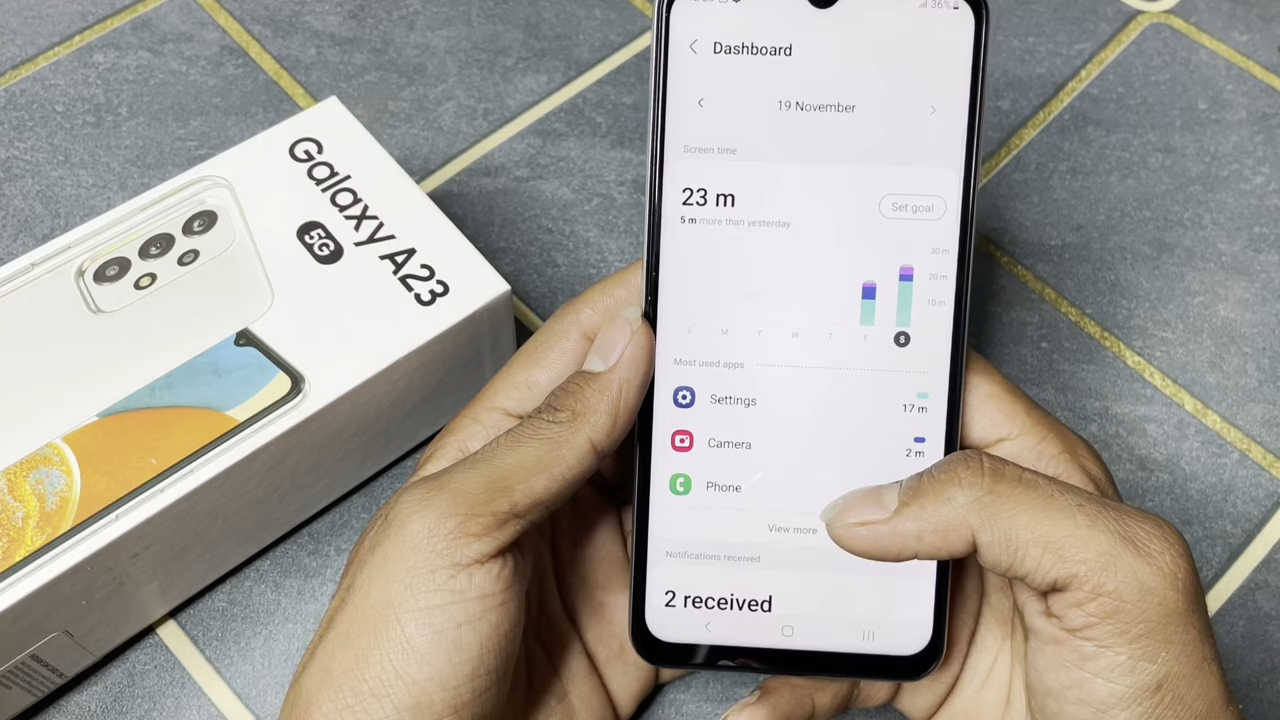 Galaxy A23
5G
36%
Dashboard
19 November
Screen time
23 m
5 m more than yesterday
Set goal
30 m
20 m
10 m
S M T W T F S
Most used apps
Settings
17 m
Camera
2 m
Phone
View more
Notifications received
2 received